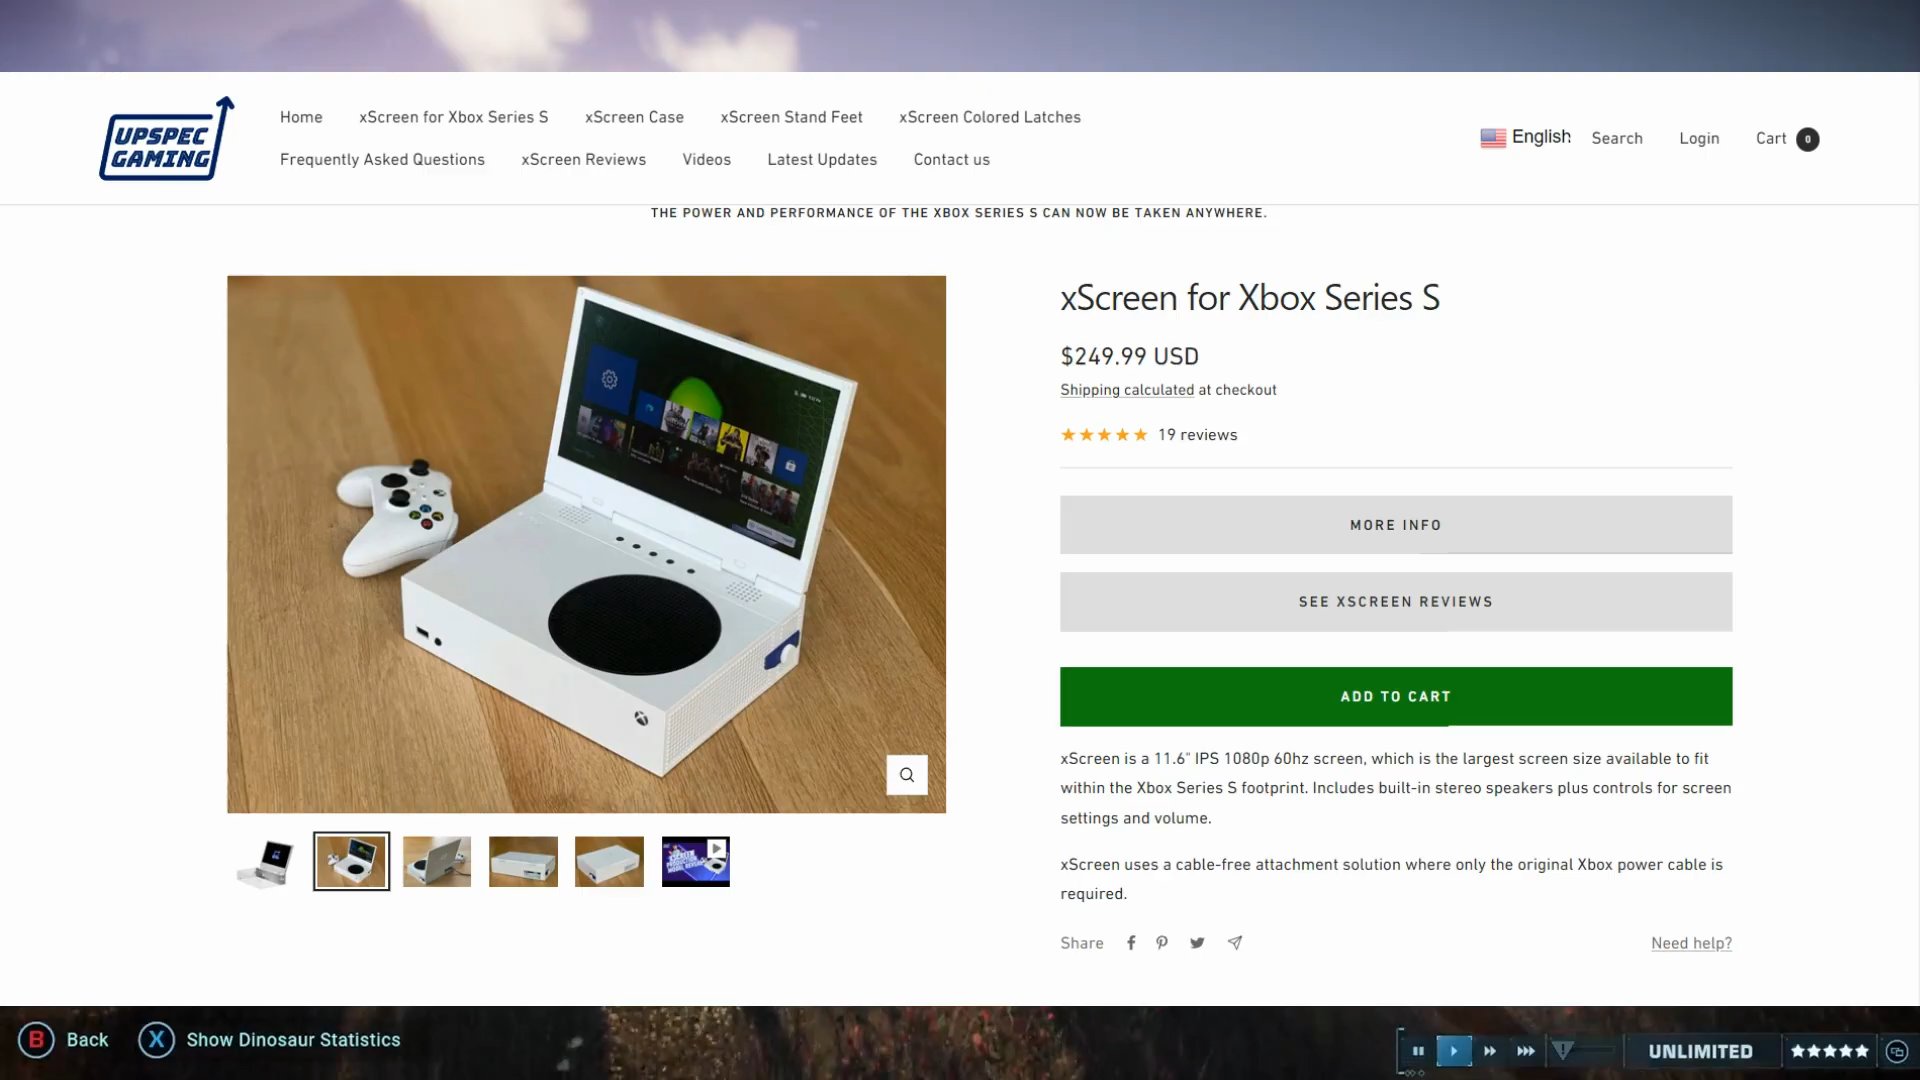 UPSPEC
GAMING
Home xScreen for Xbox Series S xScreen Case xScreen Stand Feet xScreen Colored Latches
Frequently Asked Questions xScreen Reviews Videos Latest Updates Contact us
English Search Login Cart 0
THE POWER AND PERFORMANCE OF THE XBOX SERIES S CAN NOW BE TAKEN ANYWHERE.
xScreen for Xbox Series S
$249.99 USD
Shipping calculated at checkout
19 reviews
MORE INFO
SEE XSCREEN REVIEWS
ADD TO CART
xScreen is a 11.6" IPS 1080p 60hz screen, which is the largest screen size available to fit
within the Xbox Series S footprint. Includes built-in stereo speakers plus controls for screen
settings and volume.
xScreen uses a cable-free attachment solution where only the original Xbox power cable is
required.
Share
Need help?
B Back X Show Dinosaur Statistics
UNLIMITED